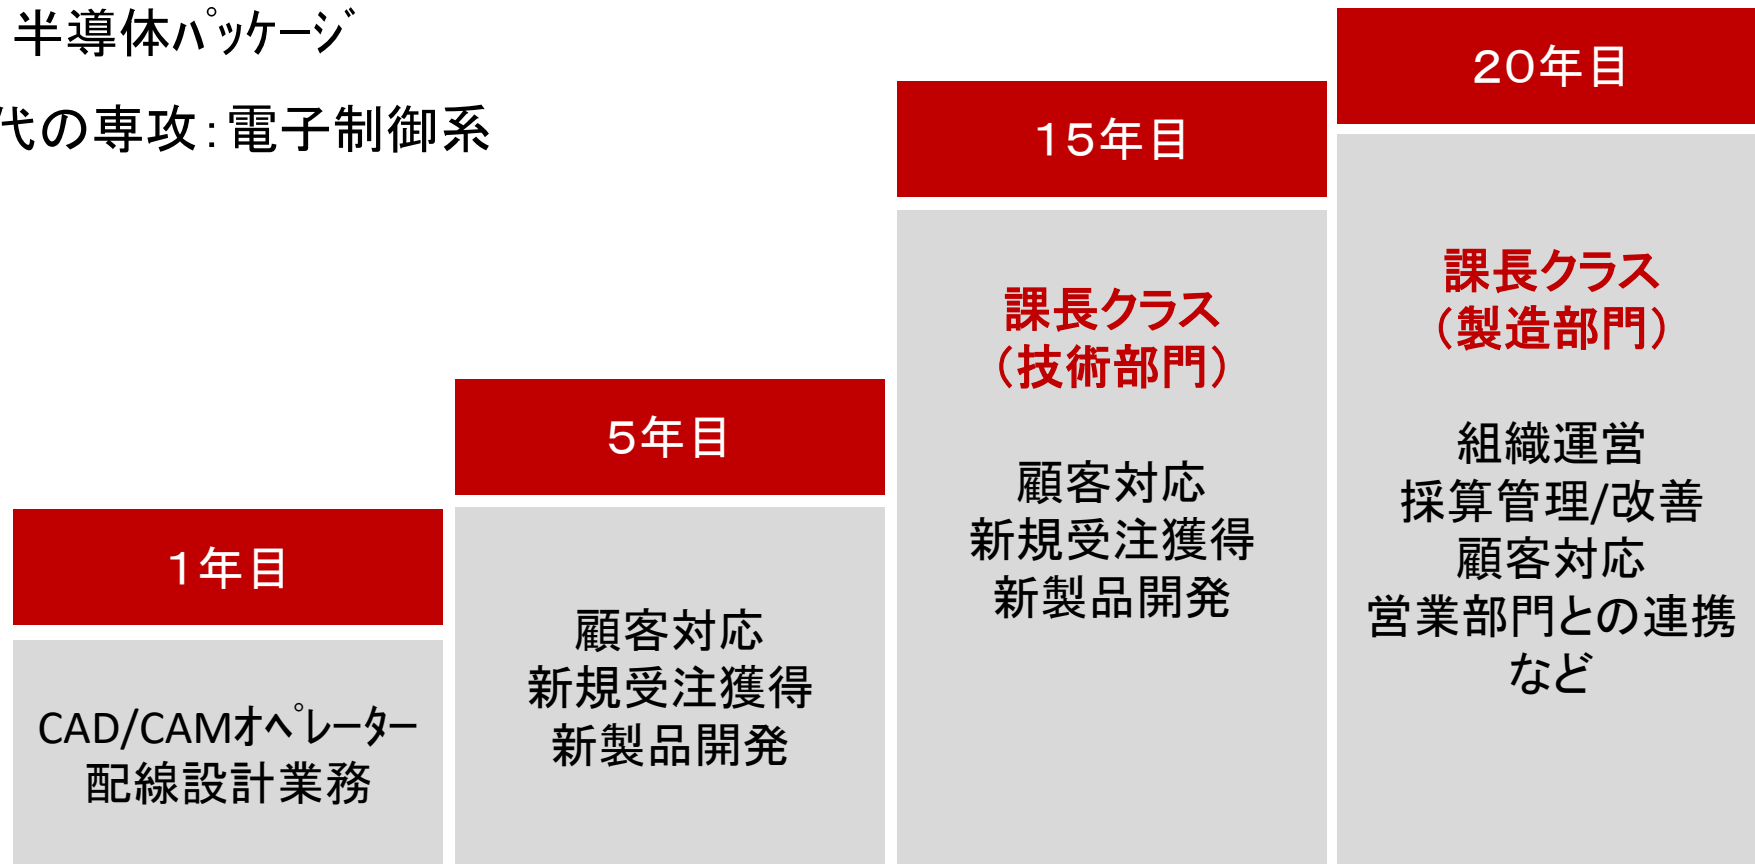 半導体ﾊﾟｯｹｰｼﾞ
代の専攻：電子制御系
1年目
CAD/CAMｵﾍﾟﾚｰﾀｰ
配線設計業務
5年目
顧客対応
新規受注獲得
新製品開発
15年目
課長クラス
（技術部門）
顧客対応
新規受注獲得
新製品開発
20年目
課長クラス
（製造部門）
組織運営
採算管理/改善
顧客対応
営業部門との連携
など